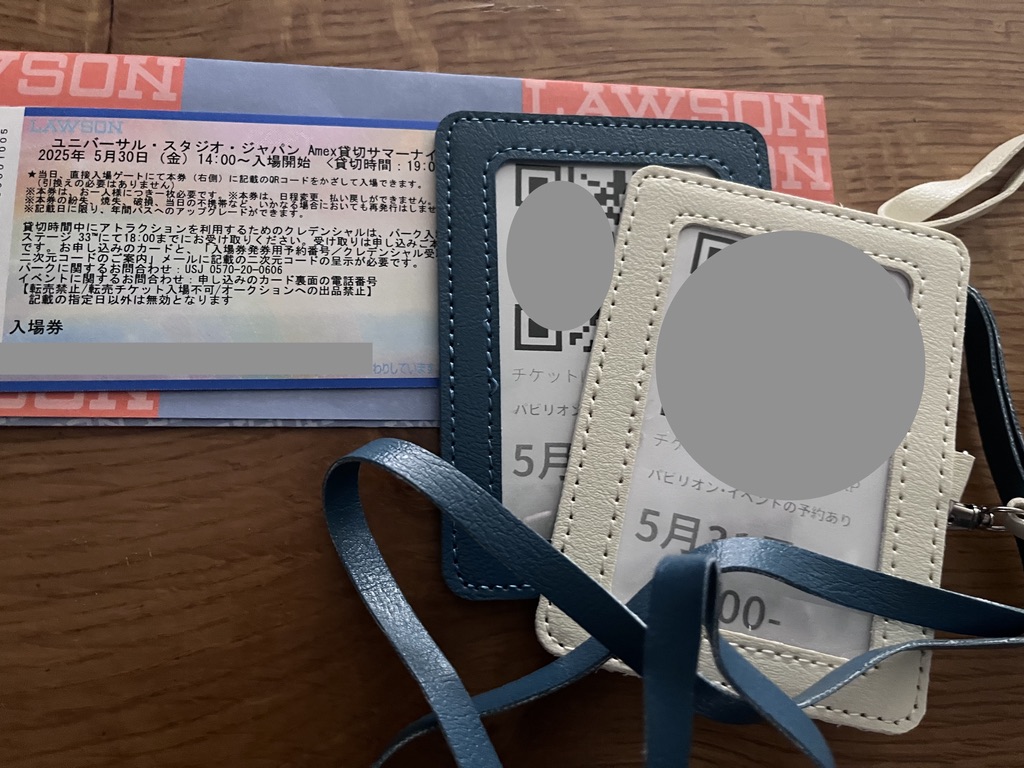 LAWSON
LAWSON
ユニバーサル・スタジオ・ジャパン Amex貸切サマーナイ
2025年 5月30日（金）14:00～入場開始 〈貸切時間：19:0
★当日、直接入場ゲートにて本券（右側）に記載のQRコードをかざして入場できます。
（引換えの必要はありません）
※本券は、お一人様につき一枚必要です。※本券は、日程変更、払い戻しができません。
※本券の紛失、焼失、破損、当日の不携帯など、いかなる場合においても再発行はしませ
※記載日に限り、年間パスへのアップグレードができます。
貸切時間中にアトラクションを利用するためのクレデンシャルは、パーク入
ステージ 33"にて18:00までにお受け取りください。受け取りは申し込みご本
です。お申し込みのカードと、「入場券発券用予約番号／クレデンシャル受
二次元コードのご案内」メールに記載の二次元コードの呈示が必要です。
パークに関するお問合わせ：USJ 0570-20-0606
イベントに関するお問合わせ：申し込みのカード裏面の電話番号
【転売禁止/転売チケット入場不可/オークションへの出品禁止】
記載の指定日以外は無効となります
入場券
わりしています
チケット
パビリオン
5月
チケ
パビリオン・イベントの予約あり
5月31日
00-